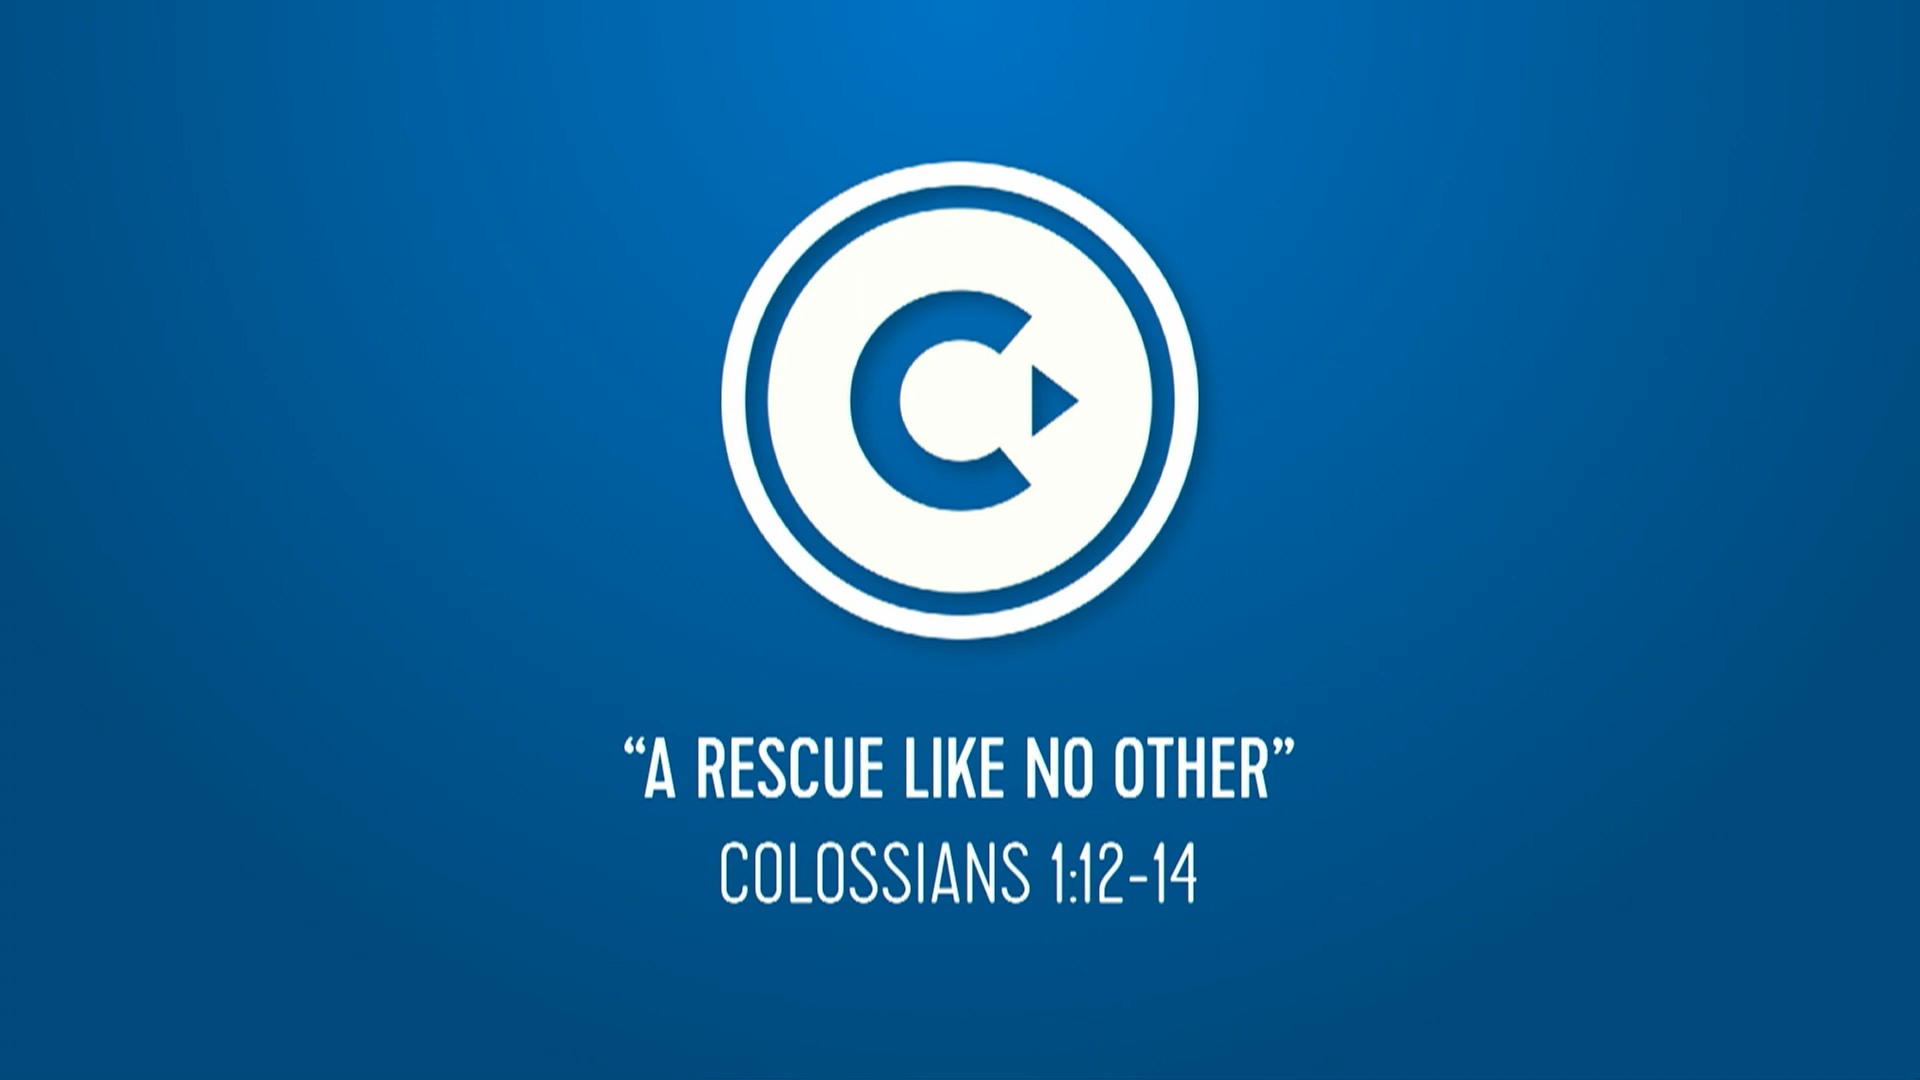 C
“A RESCUE LIKE NO OTHER”
COLOSSIANS 1:12-14